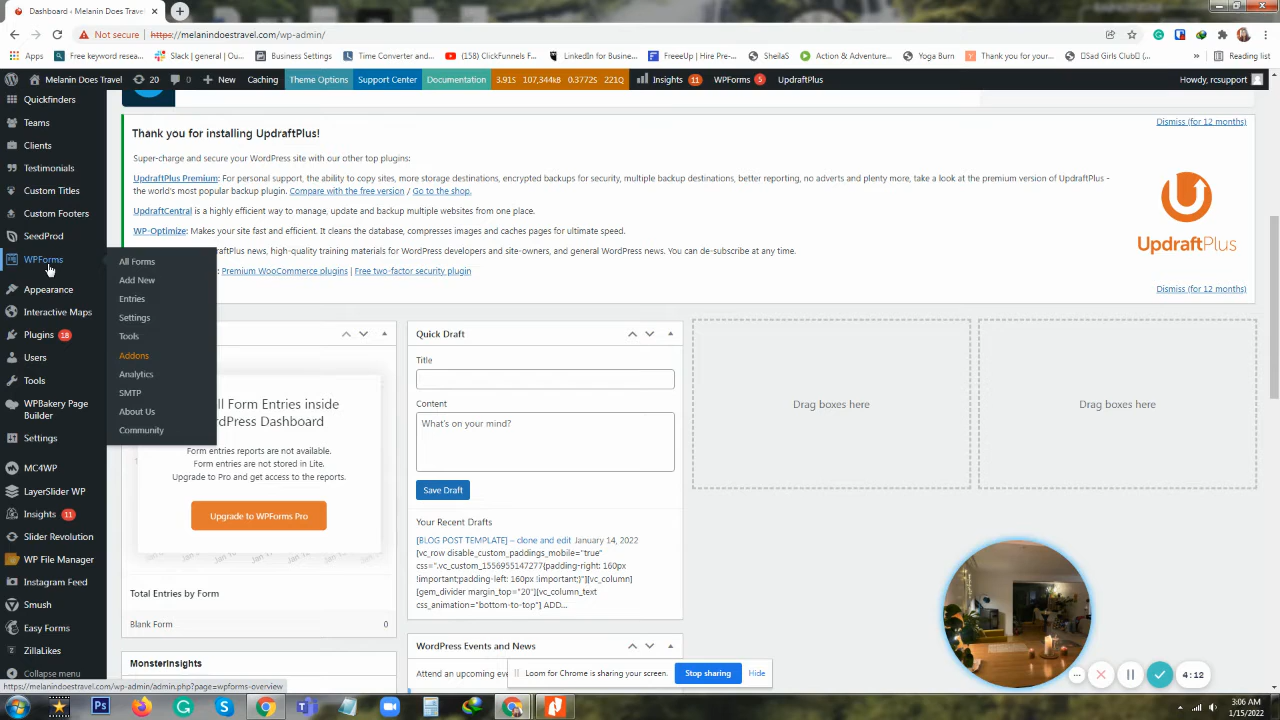 Dashboard ‹ Melanin Does Travel
Not secure
https://melanindoestravel.com/wp-admin/
Apps
Free keyword resea...
Slack | general | so...
Business Settings
Time Converter and...
(158) ClickFunnels F...
LinkedIn for Busine...
FreeeUp | Hire Pre-...
SheilaS
Action & Adventure...
Yoga Burn
Thank you for your...
DSad Girls Club
»
Reading list
Melanin Does Travel
20
0
New
Caching
Theme Options
Support Center
Documentation
3.91S 107,344kB 0.3772S 221Q
Insights 11
WPForms 5
UpdraftPlus
Howdy, rcsupport
Quickfinders
Teams
Clients
Testimonials
Custom Titles
Custom Footers
SeedProd
WPForms
Appearance
Interactive Maps
Plugins 18
Users
Tools
WPBakery Page
Builder
Settings
MC4WP
LayerSlider WP
Insights 11
Slider Revolution
WP File Manager
Instagram Feed
Smush
Easy Forms
ZillaLikes
Collapse menu
All Forms
Add New
Entries
Settings
Tools
Addons
Analytics
SMTP
About Us
Community
Thank you for installing UpdraftPlus!
Dismiss (for 12 months)
Super-charge and secure your WordPress site with our other top plugins:
UpdraftPlus Premium: For personal support, the ability to copy sites, more storage destinations, encrypted backups for security, multiple backup destinations, better reporting, no adverts and plenty more, take a look at the premium version of UpdraftPlus -
the world's most popular backup plugin. Compare with the free version / Go to the shop.
UpdraftCentral is a highly efficient way to manage, update and backup multiple websites from one place.
WP-Optimize: Makes your site fast and efficient. It cleans the database, compresses images and caches pages for ultimate speed.
aftPlus news, high-quality training materials for WordPress developers and site-owners, and general WordPress news. You can de-subscribe at any time.
: Premium WooCommerce plugins | Free two-factor security plugin
UpdraftPlus
Dismiss (for 12 months)
ll Form Entries inside
ordPress Dashboard
Form entries reports are not available.
Form entries are not stored in Lite.
Upgrade to Pro and get access to the reports.
Upgrade to WPForms Pro
Total Entries by Form
Blank Form
0
MonsterInsights
Quick Draft
Title
Content
What's on your mind?
Save Draft
Your Recent Drafts
[BLOG POST TEMPLATE] – clone and edit January 14, 2022
[vc_row disable_custom_paddings_mobile="true"
css=".vc_custom_1556955147277{padding-right: 160px
!important;padding-left: 160px !important;}"][vc_column]
[gem_divider margin_top="20"][vc_column_text
css_animation="bottom-to-top"] ADD...
WordPress Events and News
Attend an upcoming eve
Drag boxes here
Drag boxes here
Loom for Chrome is sharing your screen.
Stop sharing
Hide
4:12
https://melanindoestravel.com/wp-admin/admin.php?page=wpforms-overview
3:06 AM
1/15/2022